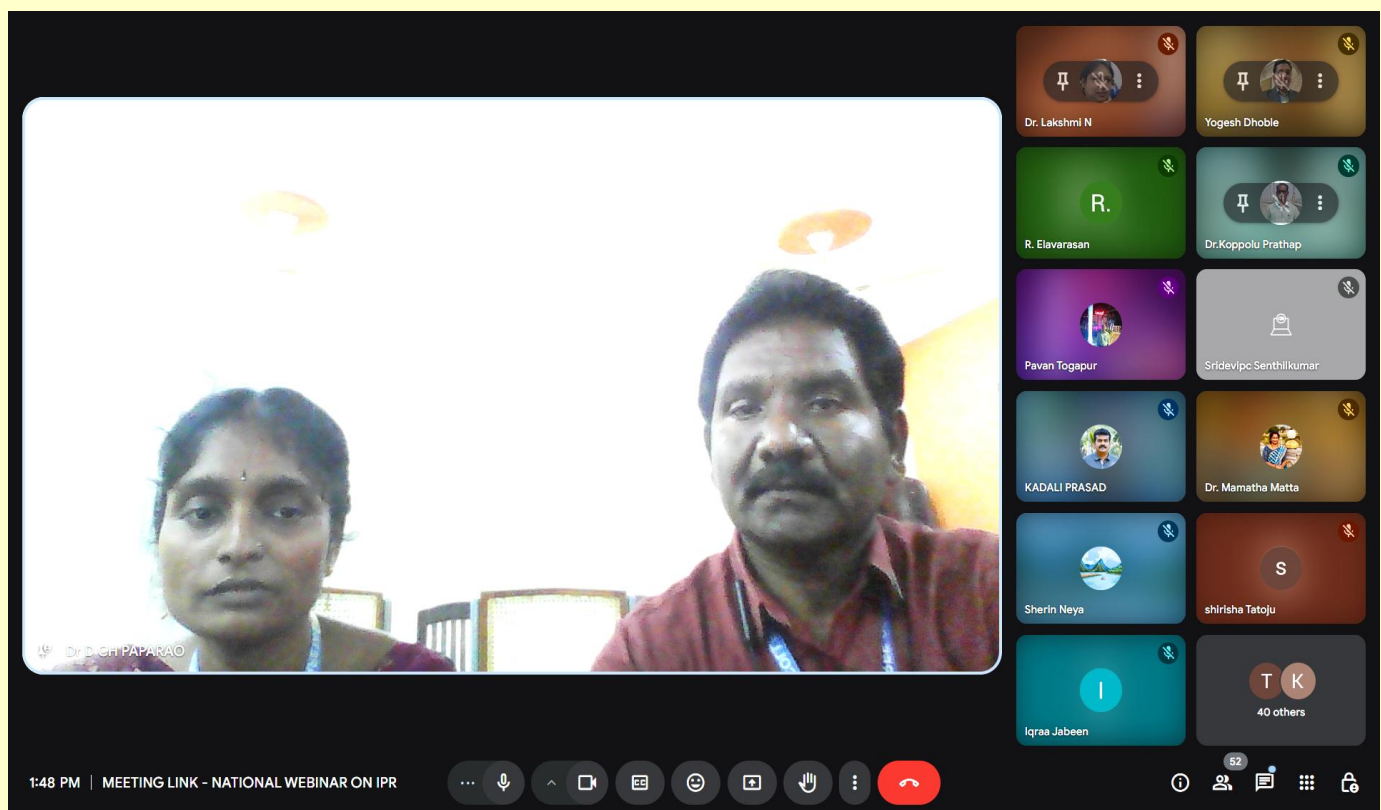 Dr. Lakshmi N
Yogesh Dhoble
R.
R. Elavarasan
Dr.Koppolu Prathap
Pavan Togapur
Sridevipc Senthilkumar
KADALI PRASAD
Dr. Mamatha Matta
Sherin Neya
S
shirisha Tatoju
I
Iqraa Jabeen
T K
40 others
Dr D CH PAPARAO
1:48 PM | MEETING LINK - NATIONAL WEBINAR ON IPR
CC
52